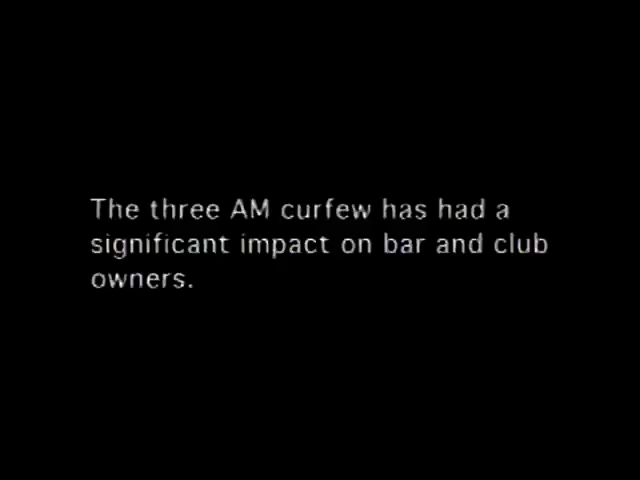 The three AM curfew has had a
significant impact on bar and club
owners.